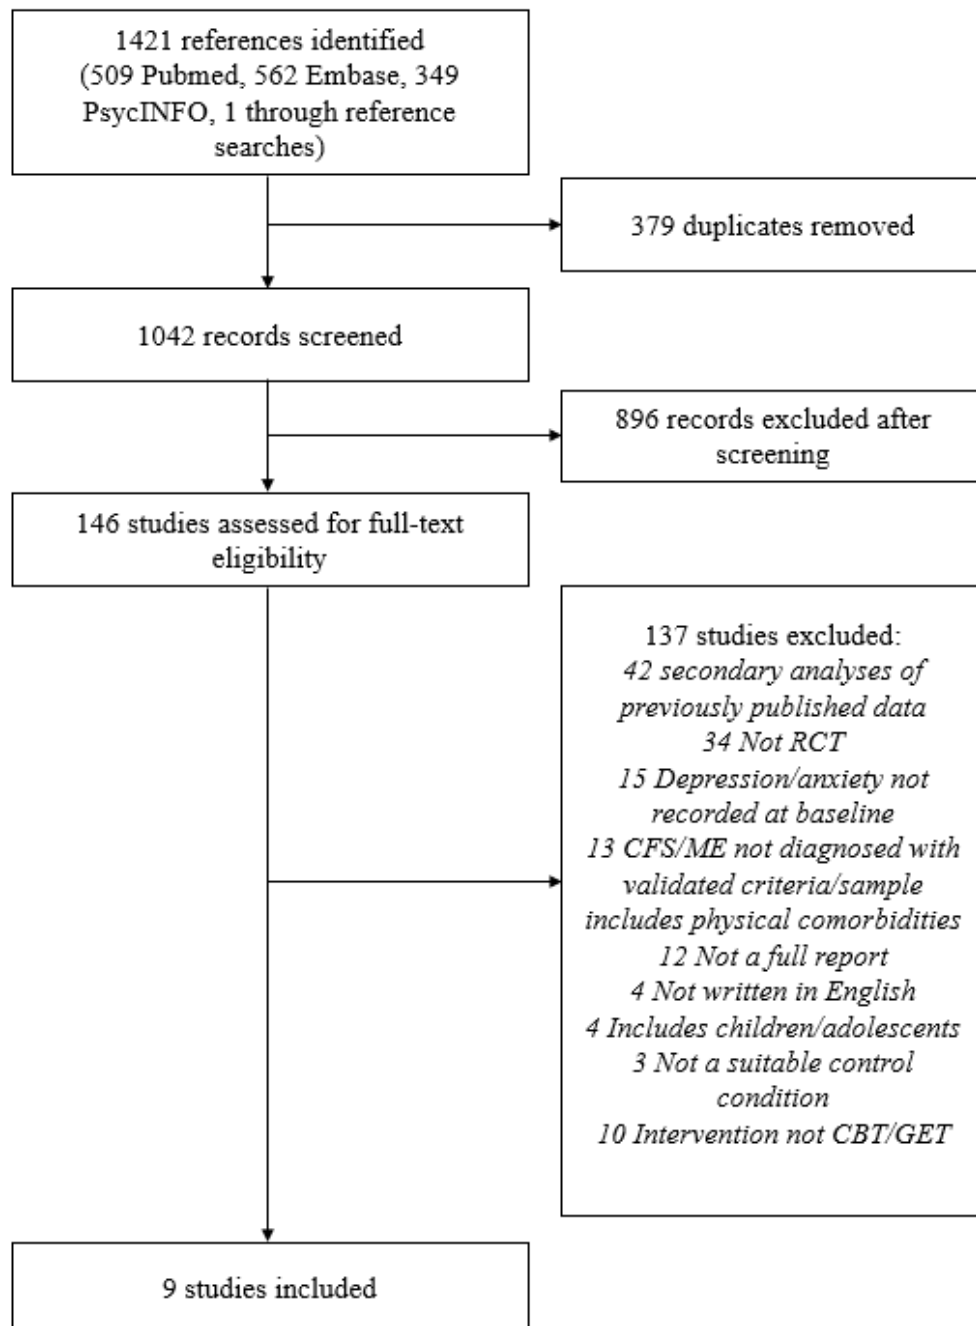 1421 references identified
(509 Pubmed, 562 Embase, 349
PsycINFO, 1 through reference
searches)
379 duplicates removed
1042 records screened
896 records excluded after
screening
146 studies assessed for full-text
eligibility
137 studies excluded:
42 secondary analyses of
previously published data
34 Not RCT
15 Depression/anxiety not
recorded at baseline
13 CFS/ME not diagnosed with
validated criteria/sample
includes physical comorbidities
12 Not a full report
4 Not written in English
4 Includes children/adolescents
3 Not a suitable control
condition
10 Intervention not CBT/GET
9 studies included